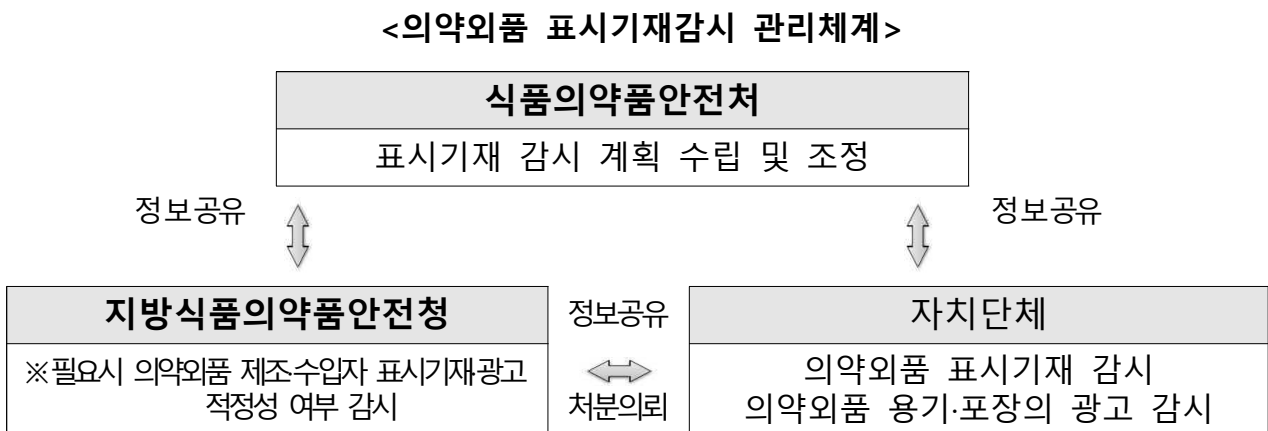 <의약외품 표시기재감시 관리체계>
식품의약품안전처
표시기재 감시 계획 수립 및 조정
정보공유
정보공유
지방식품의약품안전청
※필요시 의약외품 제조·수입자 표시기재·광고
적정성 여부 감시
정보공유
처분의뢰
자치단체
의약외품 표시기재 감시
의약외품 용기·포장의 광고 감시